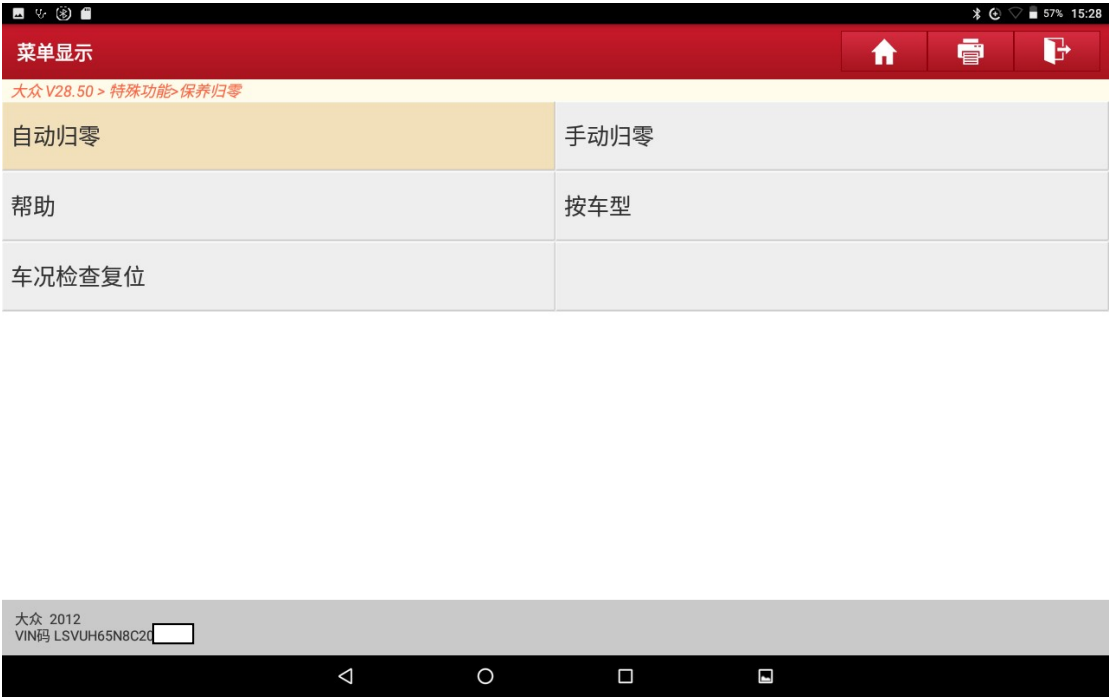 57% 15:28
菜单显示
大众 V28.50 > 特殊功能>保养归零
自动归零
手动归零
帮助
按车型
车况检查复位
大众 2012
VIN码 LSVUH65N8C20